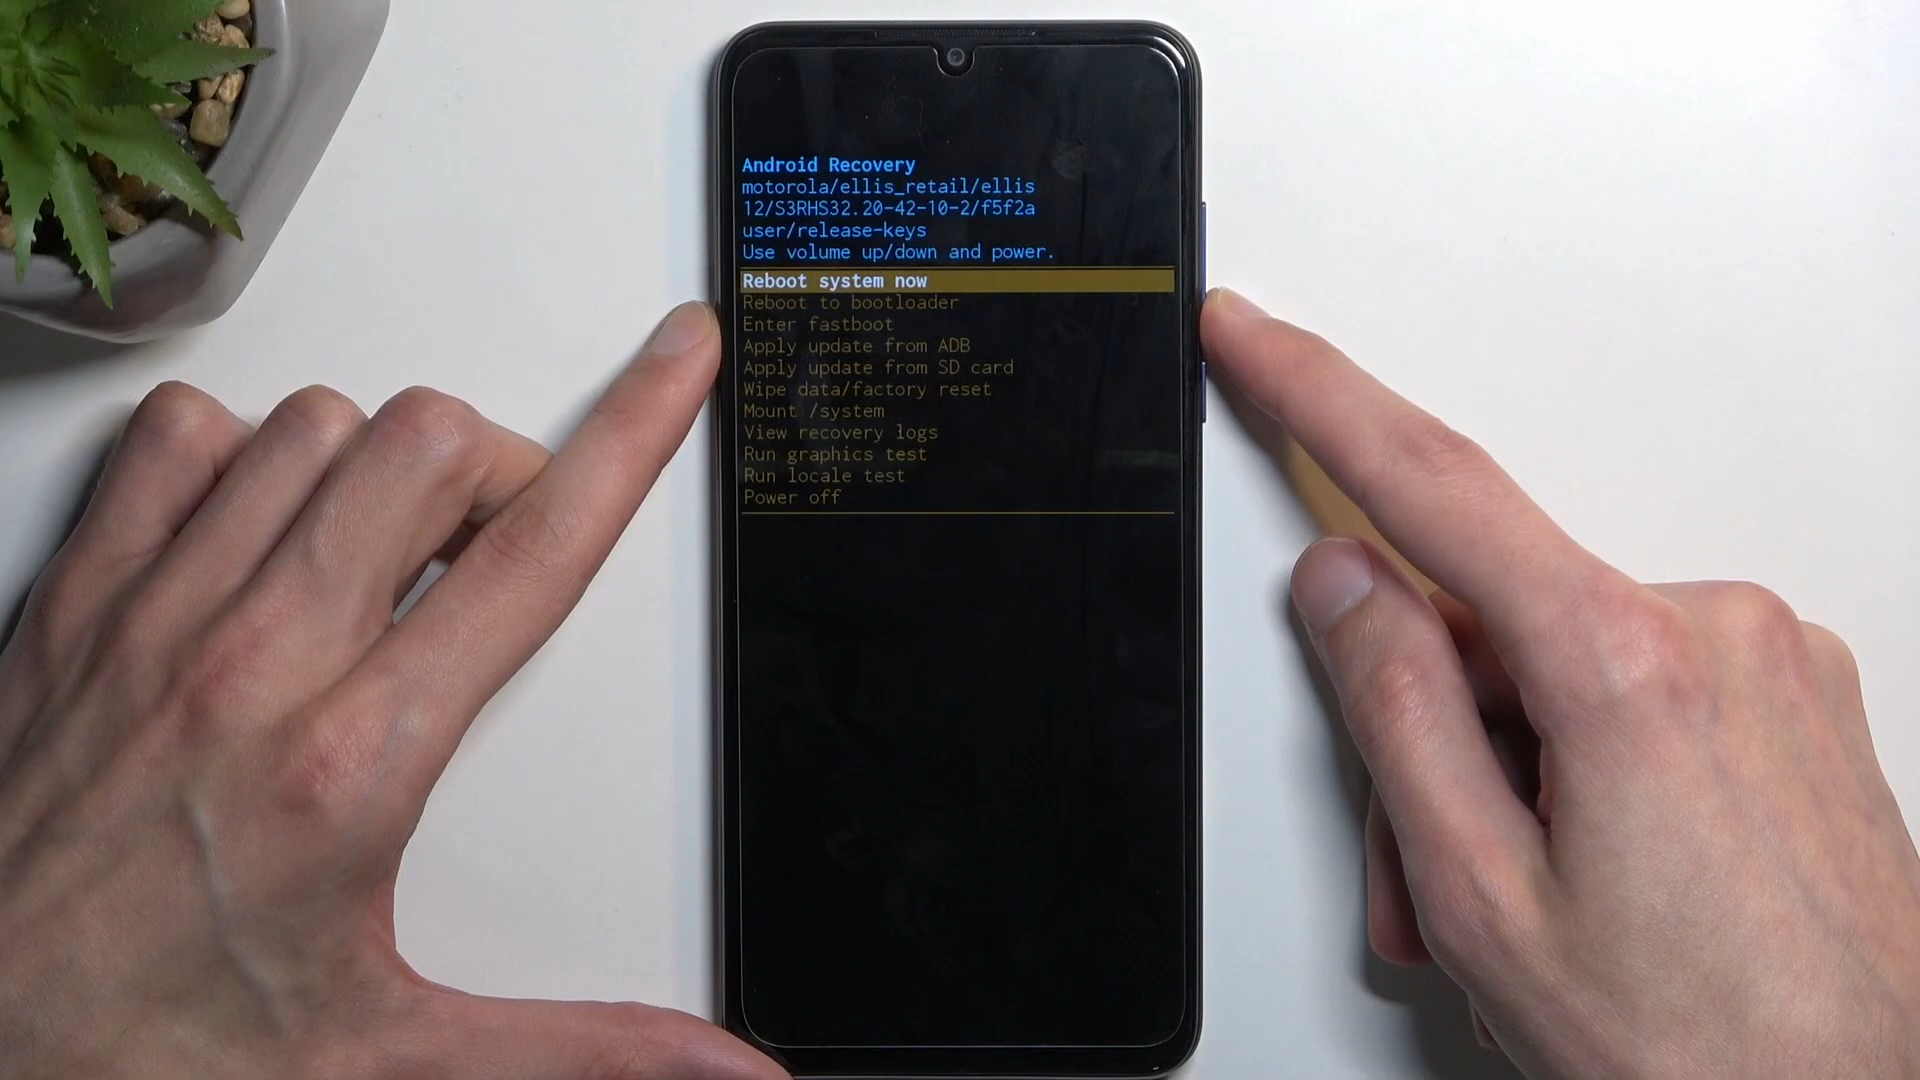 Android Recovery
motorola/ellis_retail/ellis
12/S3RHS32.20-42-10-2/f5f2a
user/release-keys
Use volume up/down and power.
Reboot system now
Reboot to bootloader
Enter fastboot
Apply update from ADB
Apply update from SD card
Wipe data/factory reset
Mount /system
View recovery logs
Run graphics test
Run locale test
Power off